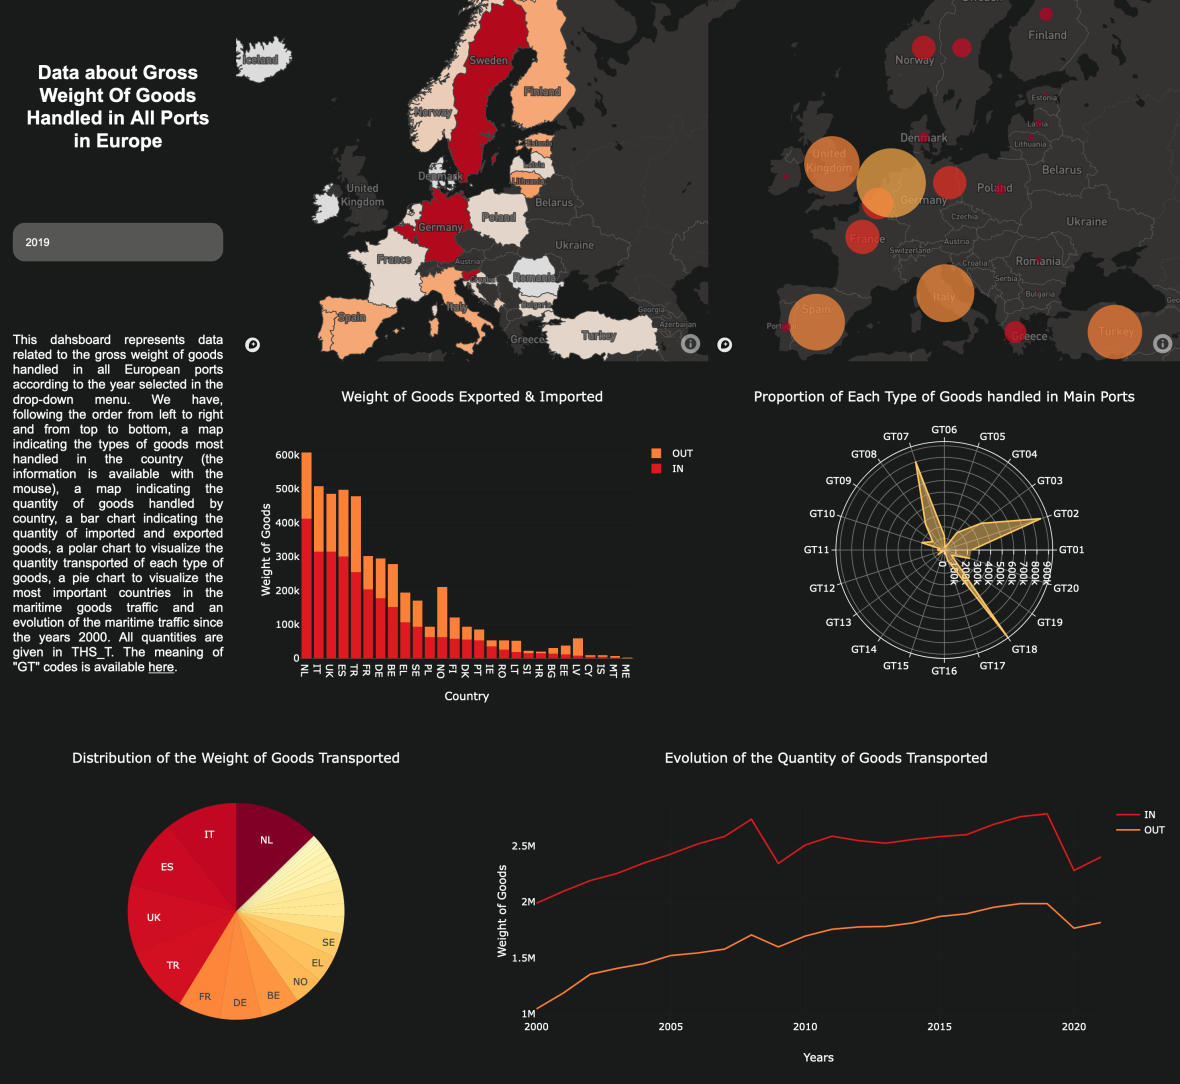 Data about Gross
Weight Of Goods
Handled in All Ports
in Europe
2019
This dahsboard represents data
related to the gross weight of goods
handled in all European ports
according to the year selected in the
drop-down menu. We have,
following the order from left to right
and from top to bottom, a map
indicating the types of goods most
handled in the country (the
information is available with the
mouse), a map indicating the
quantity of goods handled by
country, a bar chart indicating the
quantity of imported and exported
goods, a polar chart to visualize the
quantity transported of each type of
goods, a pie chart to visualize the
most important countries in the
maritime goods traffic and an
evolution of the maritime traffic since
the years 2000. All quantities are
given in THS_T. The meaning of
"GT" codes is available here.
Iceland
Sweden
Finland
Norway
Estonia
Latvia
Denmark
Lithuania
United
Kingdom
Belarus
Poland
Germany
Ukraine
France
Austria
Romania
Croatia
Italy
Bulgaria
Spain
Georgia
Azerbaijan
Greece
Turkey
Sweden
Finland
Norway
Estonia
Latvia
Denmark
Lithuania
United
Kingdom
Belarus
Poland
Germany
Czechia
Ukraine
France
Austria
Switzerland
Croatia
Romania
Serbia
Italy
Bulgaria
Spain
Port
Geo
Greece
Turkey
A
Weight of Goods Exported & Imported
OUT
IN
Weight of Goods
600k
500k
400k
300k
200k
100k
0
NL
IT
UK
ES
TR
FR
DE
BE
EL
SE
PL
NO
FI
DK
PT
IE
RO
LT
SI
HR
BG
EE
LV
CY
IS
MT
ME
Country
Proportion of Each Type of Goods handled in Main Ports
GT01
GT02
GT03
GT04
GT05
GT06
GT07
GT08
GT09
GT10
GT11
GT12
GT13
GT14
GT15
GT16
GT17
GT18
GT19
GT20
0
200k
300k
400k
500k
600k
700k
800k
900k
Distribution of the Weight of Goods Transported
NL
IT
ES
UK
TR
FR
DE
BE
NO
EL
SE
Evolution of the Quantity of Goods Transported
IN
OUT
Weight of Goods
2.5M
2M
1.5M
1M
2000
2005
2010
2015
2020
Years